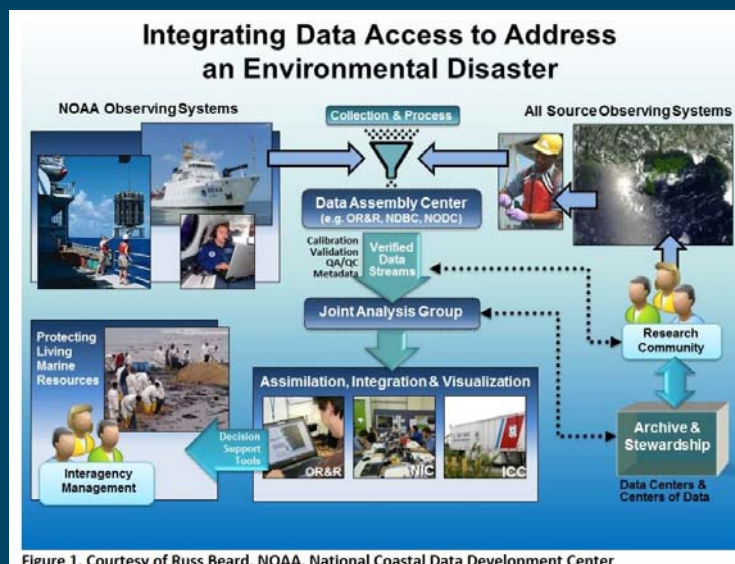 Integrating Data Access to Address
an Environmental Disaster
NOAA Observing Systems
Collection & Process
All Source Observing Systems
Data Assembly Center
(e.g. OR&R, NDBC, NODC)
Calibration
Validation
QA/QC
Metadata
Verified
Data
Streams
Joint Analysis Group
Research
Community
Protecting
Living
Marine
Resources
Assimilation, Integration & Visualization
Decision
Support
Tools
OR&R
NIC
ICC
Interagency
Management
Archive &
Stewardship
Data Centers &
Centers of Data
Figure 1. Courtesy of Russ Beard, NOAA, National Coastal Data Development Center